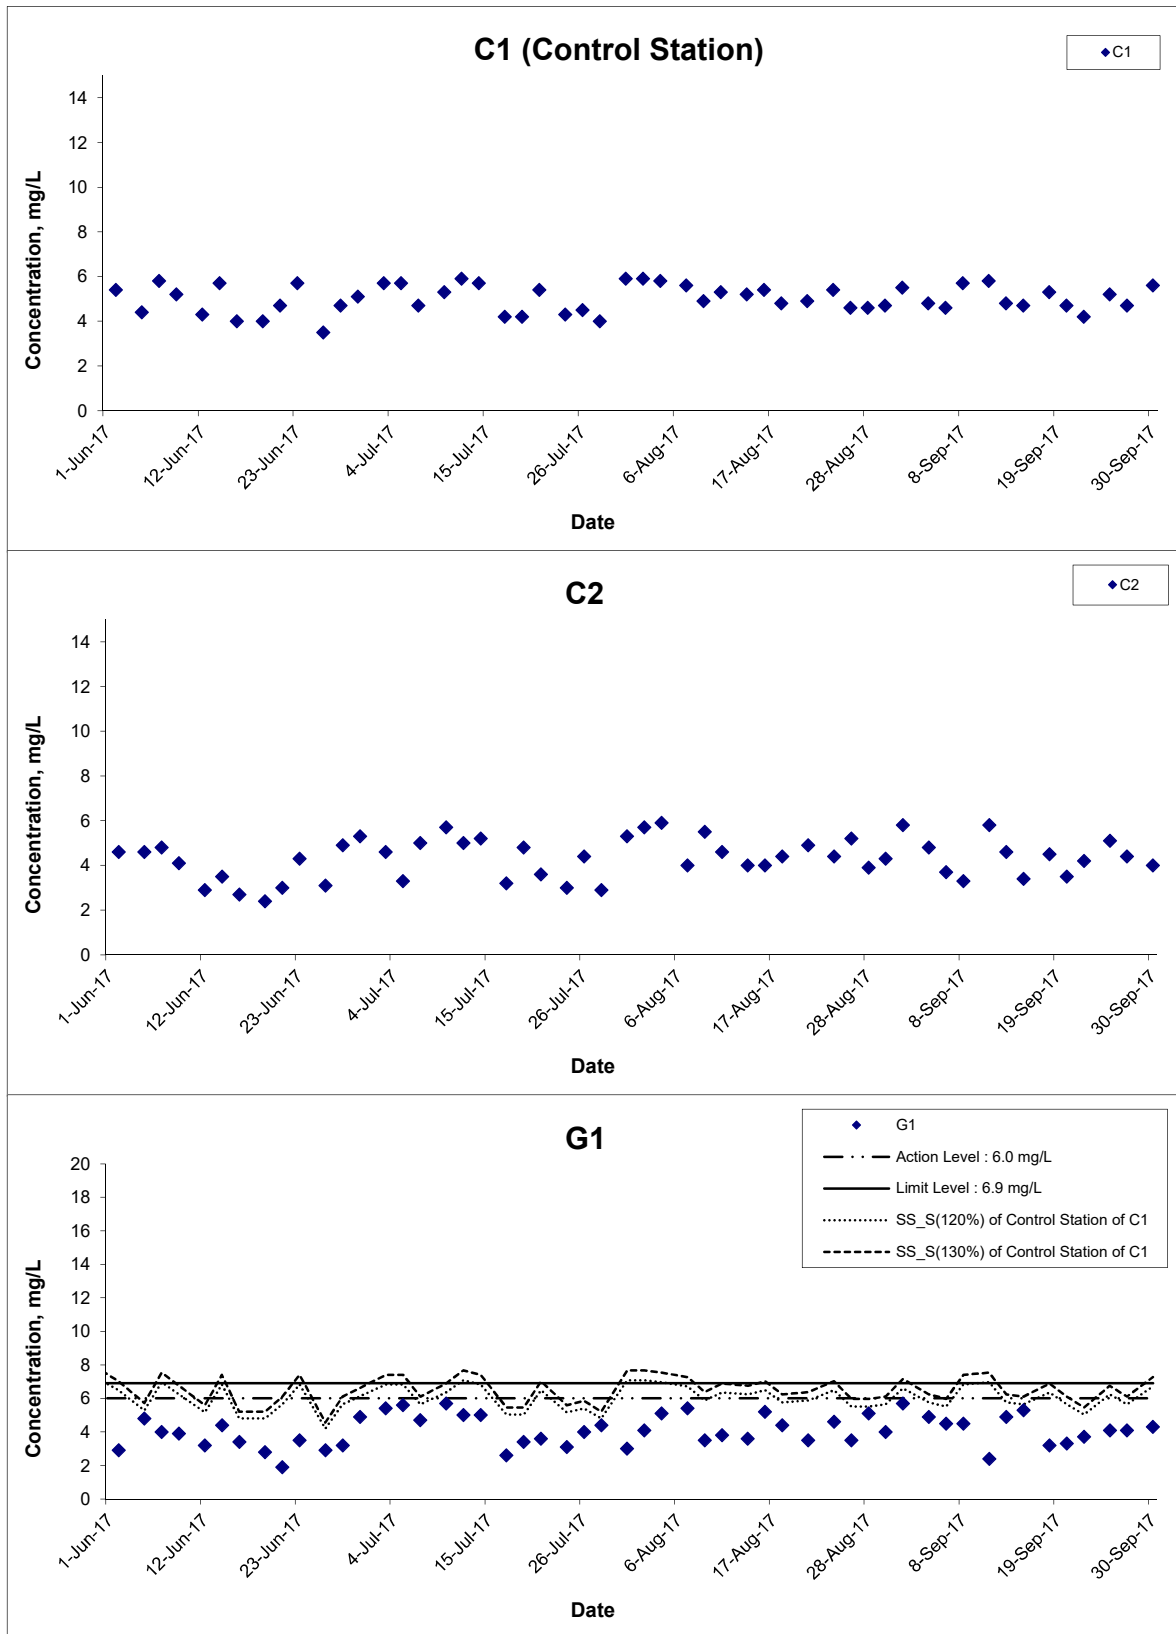 C1 (Control Station)
C1
14
12
10
8
6
4
2
0
Concentration, mg/L
1-Jun-17
12-Jun-17
23-Jun-17
4-Jul-17
15-Jul-17
26-Jul-17
6-Aug-17
17-Aug-17
28-Aug-17
8-Sep-17
19-Sep-17
30-Sep-17
Date
C2
C2
14
12
10
8
6
4
2
0
Concentration, mg/L
1-Jun-17
12-Jun-17
23-Jun-17
4-Jul-17
15-Jul-17
26-Jul-17
6-Aug-17
17-Aug-17
28-Aug-17
8-Sep-17
19-Sep-17
30-Sep-17
Date
G1
G1
Action Level : 6.0 mg/L
Limit Level : 6.9 mg/L
SS_S(120%) of Control Station of C1
SS_S(130%) of Control Station of C1
20
18
16
14
12
10
8
6
4
2
0
Concentration, mg/L
1-Jun-17
12-Jun-17
23-Jun-17
4-Jul-17
15-Jul-17
26-Jul-17
6-Aug-17
17-Aug-17
28-Aug-17
8-Sep-17
19-Sep-17
30-Sep-17
Date